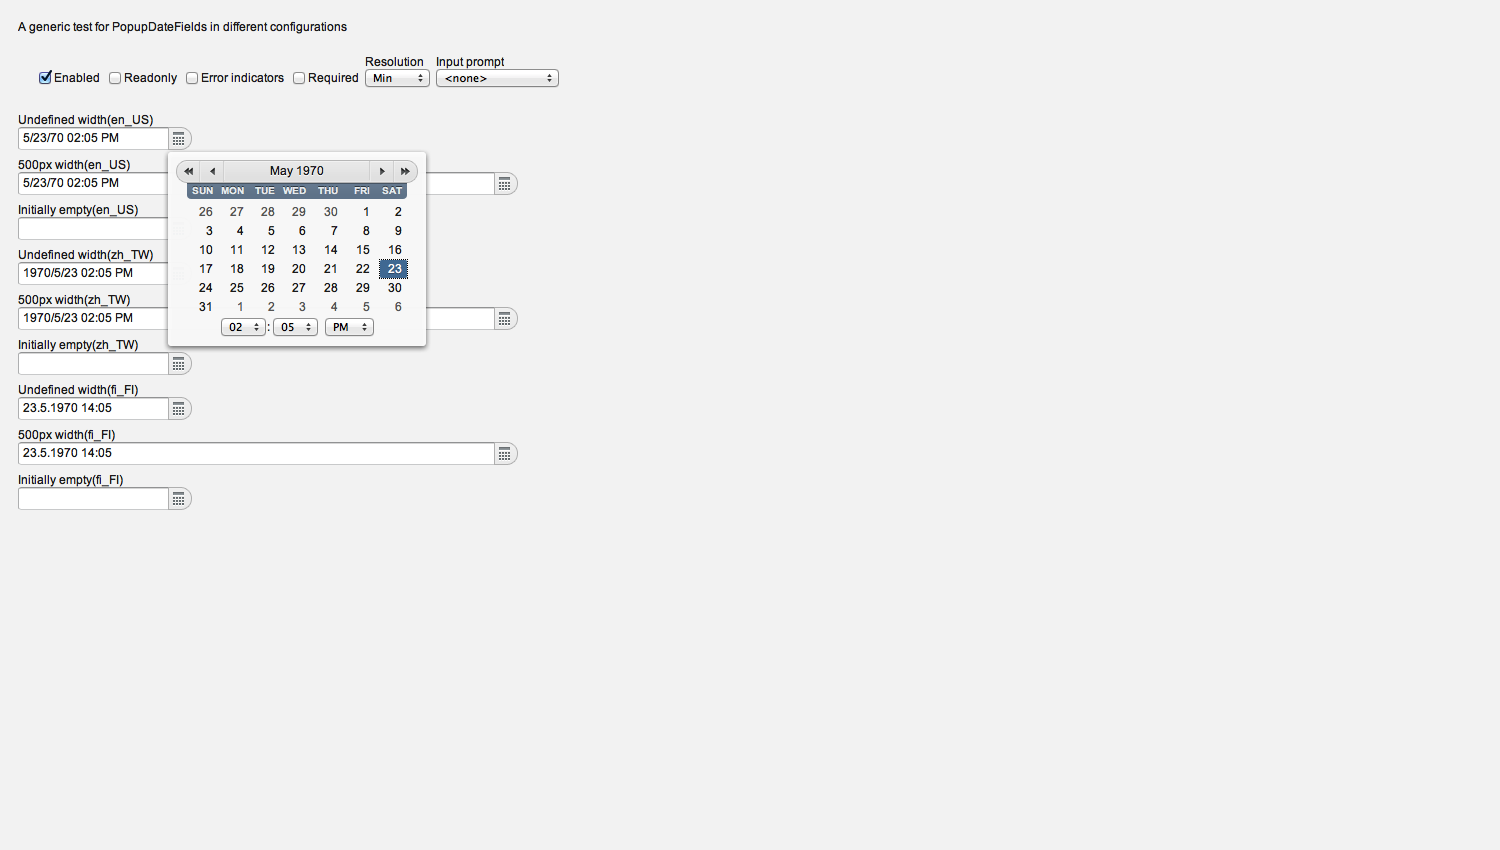 A generic test for PopupDateFields in different configurations
Resolution Input prompt
Enabled Readonly Error indicators Required Min <none>
Undefined width(en_US)
5/23/70 02:05 PM
500px width(en_US)
5/23/70 02:05 PM
Initially empty(en_US)
Undefined width(zh_TW)
1970/5/23 02:05 PM
500px width(zh_TW)
1970/5/23 02:05 PM
Initially empty(zh_TW)
Undefined width(fi_FI)
23.5.1970 14:05
500px width(fi_FI)
23.5.1970 14:05
Initially empty(fi_FI)
May 1970
SUN MON TUE WED THU FRI SAT
26 27 28 29 30 1 2
3 4 5 6 7 8 9
10 11 12 13 14 15 16
17 18 19 20 21 22 23
24 25 26 27 28 29 30
31 1 2 3 4 5 6
02 : 05 PM